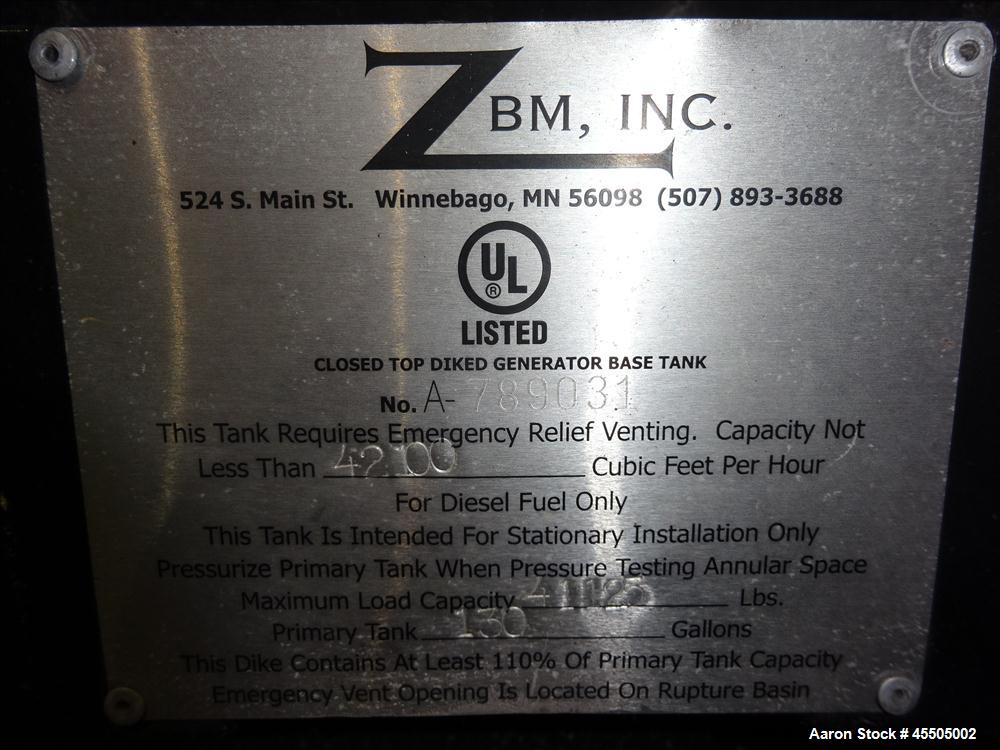 ZBM, INC.
524 S. Main St. Winnebago, MN 56098 (507) 893-3688
UL
®
LISTED
CLOSED TOP DIKED GENERATOR BASE TANK
No. A-789031
This Tank Requires Emergency Relief Venting. Capacity Not
Less Than 42100 Cubic Feet Per Hour
For Diesel Fuel Only
This Tank Is Intended For Stationary Installation Only
Pressurize Primary Tank When Pressure Testing Annular Space
Maximum Load Capacity Lbs.
Primary Tank 130 Gallons
This Dike Contains At Least 110% Of Primary Tank Capacity
Emergency Vent Opening Is Located On Rupture Basin
Aaron Stock # 45505002